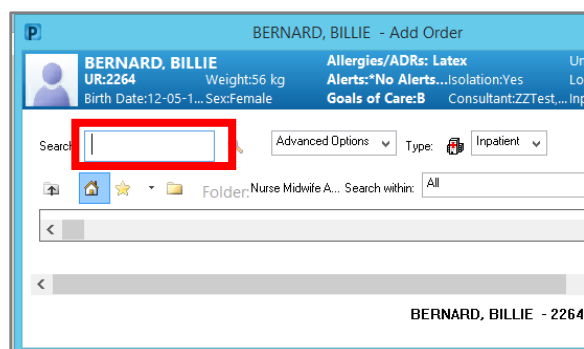 P BERNARD, BILLIE - Add Order
BERNARD, BILLIE Allergies/ADRs: Latex
UR:2264 Weight:56 kg Alerts:*No Alerts...Isolation:Yes Lo
Birth Date:12-05-1... Sex:Female Goals of Care:B Consultant:ZZTest,... Inp
Search Advanced Options Type: Inpatient
Folder: Nurse Midwife A... Search within: All
BERNARD, BILLIE - 2264